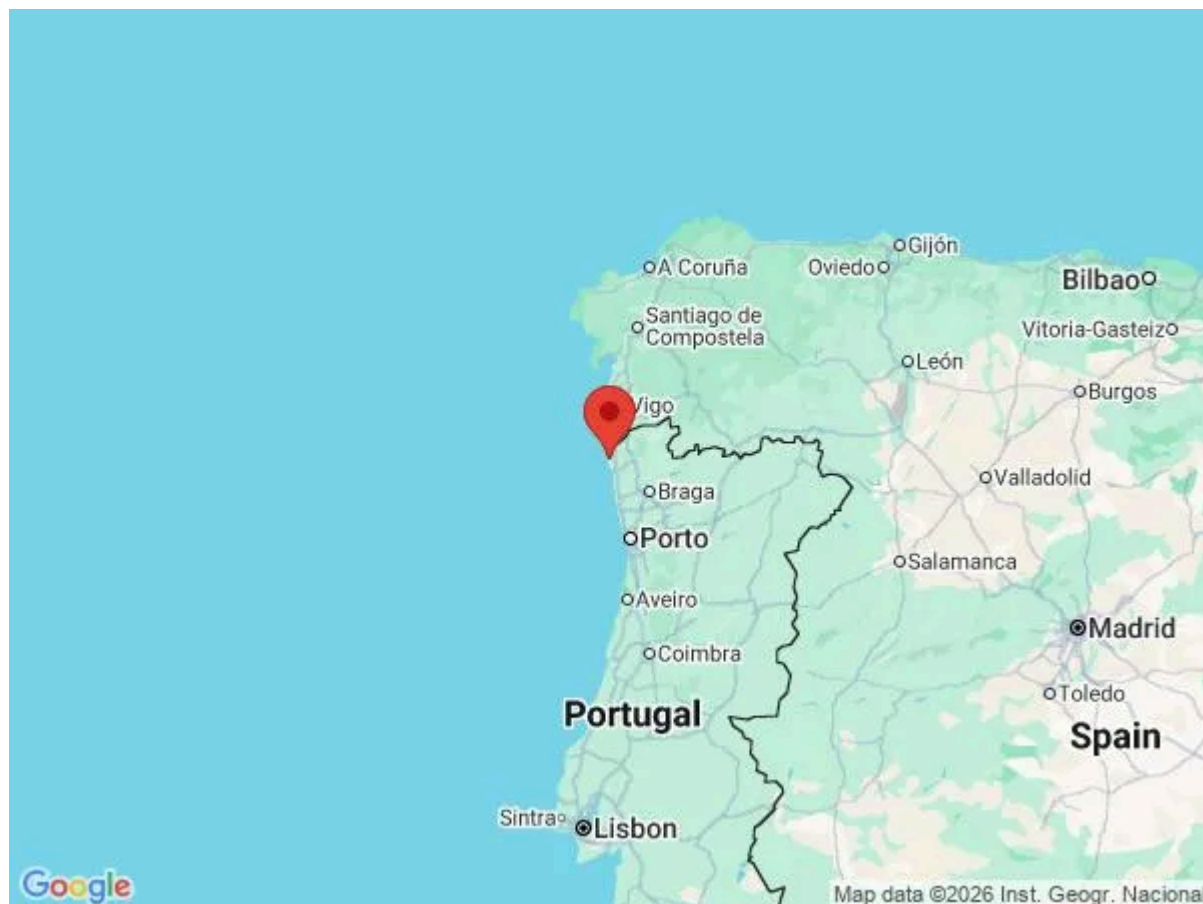 Gijón
A Coruña
Oviedo
Bilbao
Santiago de
Compostela
Vitoria-Gasteiz
León
Burgos
Vigo
Valladolid
Braga
Porto
Salamanca
Aveiro
Madrid
Coimbra
Toledo
Portugal
Spain
Sintra
Lisbon
Google
Map data ©2026 Inst. Geogr. Nacional